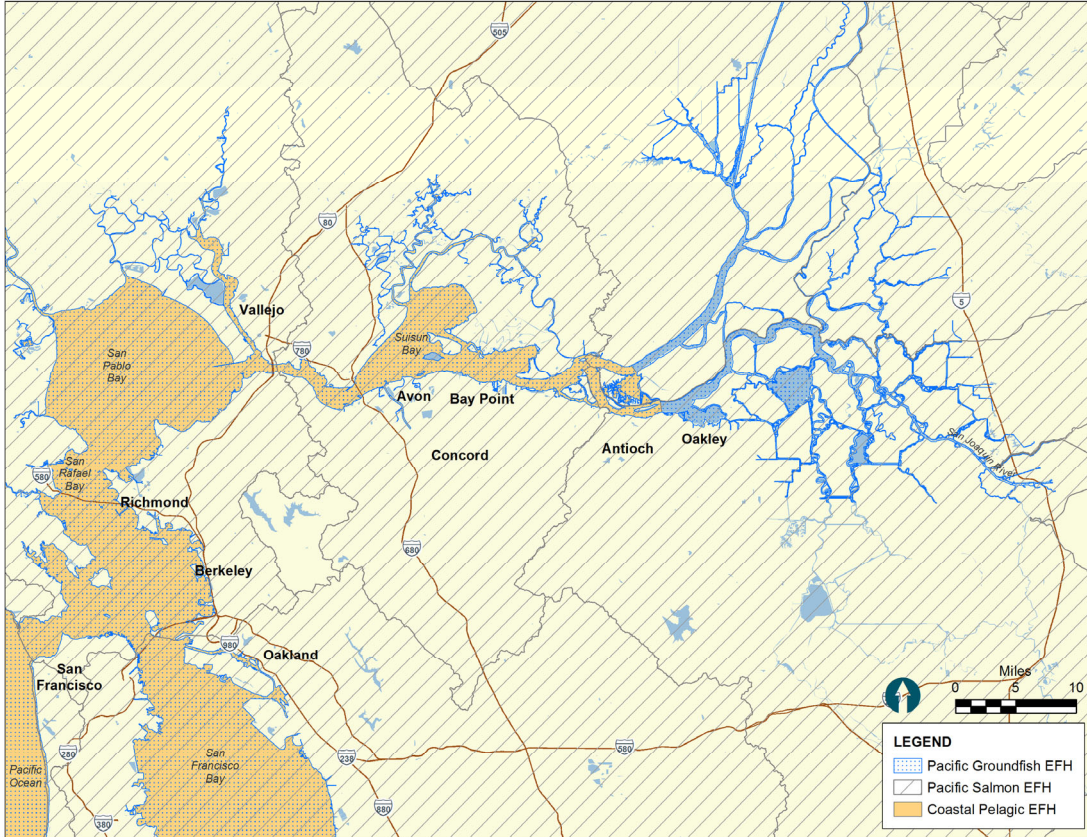 505
80
Vallejo
5
San
Pablo
Bay
780
Suisun
Bay
Avon
Bay Point
Antioch
Oakley
Concord
San Joaquin River
580
San
Rafael
Bay
Richmond
680
Berkeley
980
Oakland
San
Francisco
Miles
0 5 10
280
238
580
San
Francisco
Bay
Pacific
Ocean
380
880
LEGEND
Pacific Groundfish EFH
Pacific Salmon EFH
Coastal Pelagic EFH